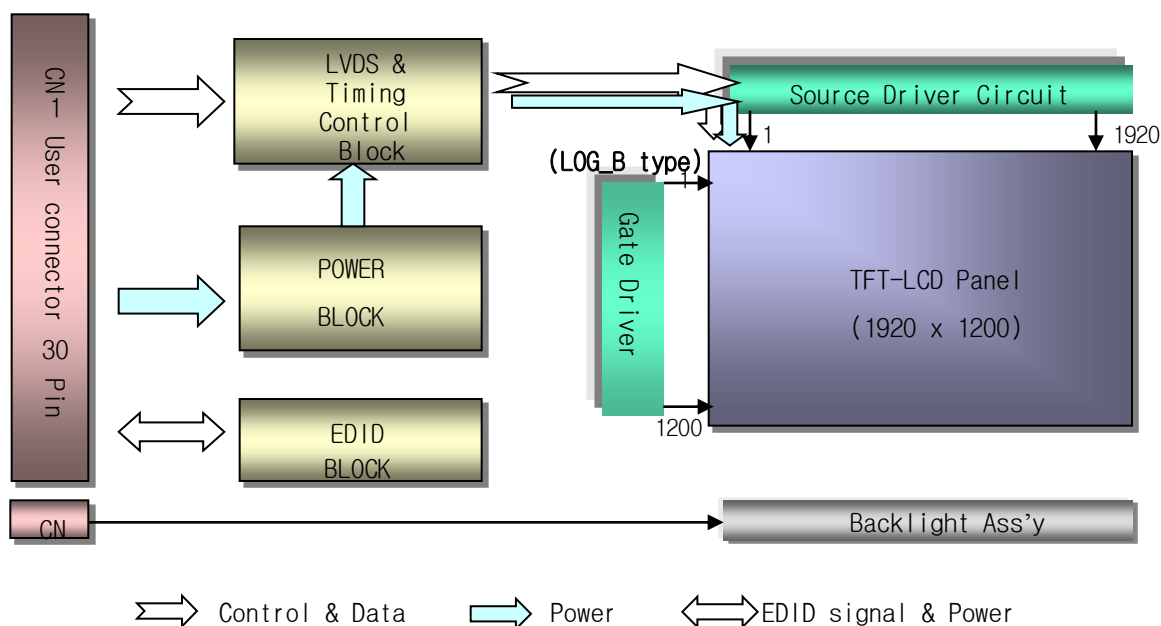 CN1 User connector 30 Pin
LVDS &
Timing
Control
Block
POWER
BLOCK
EDID
BLOCK
Source Driver Circuit
1
1920
(LOG_B type)
1
Gate Driver
1200
TFT-LCD Panel
(1920 x 1200)
CN
Backlight Ass'y
Control & Data
Power
EDID signal & Power